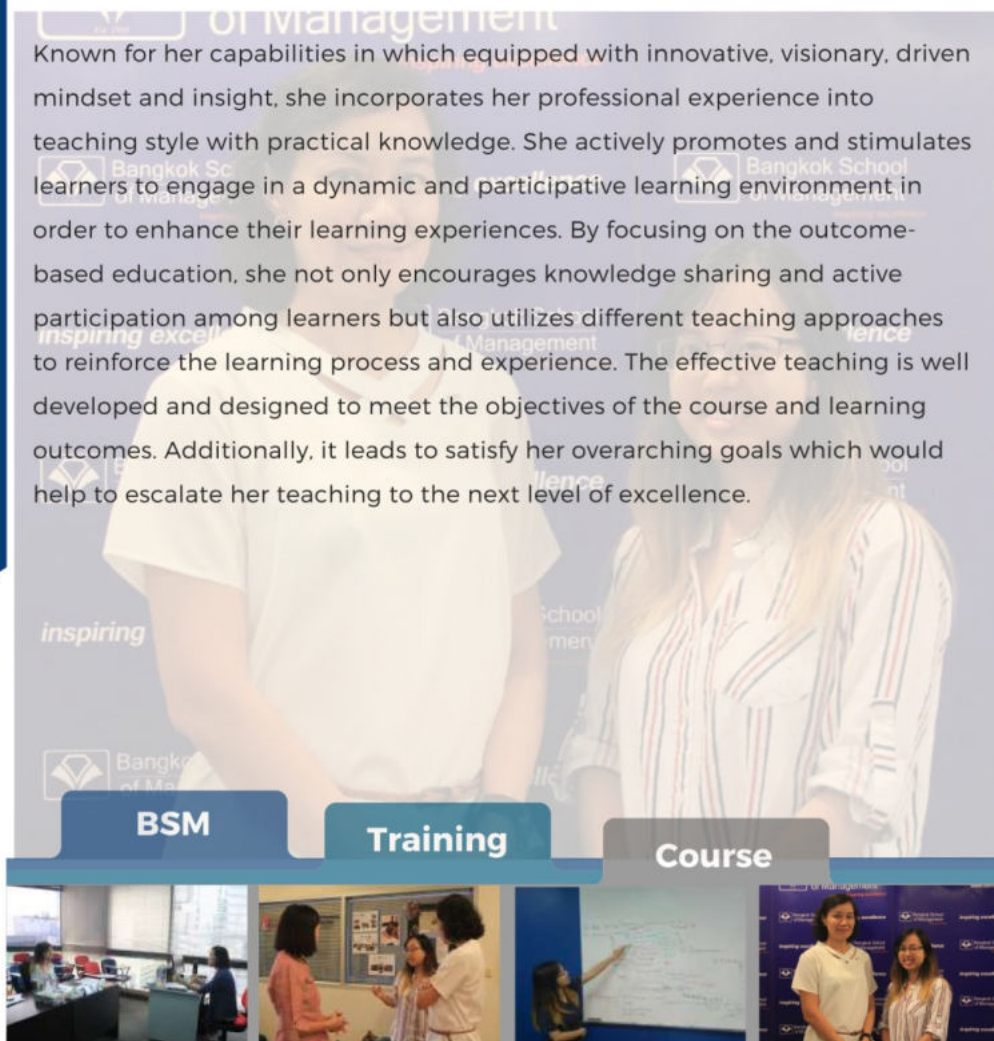 of Management
Known for her capabilities in which equipped with innovative, visionary, driven
mindset and insight, she incorporates her professional experience into
teaching style with practical knowledge. She actively promotes and stimulates
learners to engage in a dynamic and participative learning environment in
order to enhance their learning experiences. By focusing on the outcome-
based education, she not only encourages knowledge sharing and active
participation among learners but also utilizes different teaching approaches
to reinforce the learning process and experience. The effective teaching is well
developed and designed to meet the objectives of the course and learning
outcomes. Additionally, it leads to satisfy her overarching goals which would
help to escalate her teaching to the next level of excellence.
Bangkok School
of Management
inspiring
BSM
Training
Course